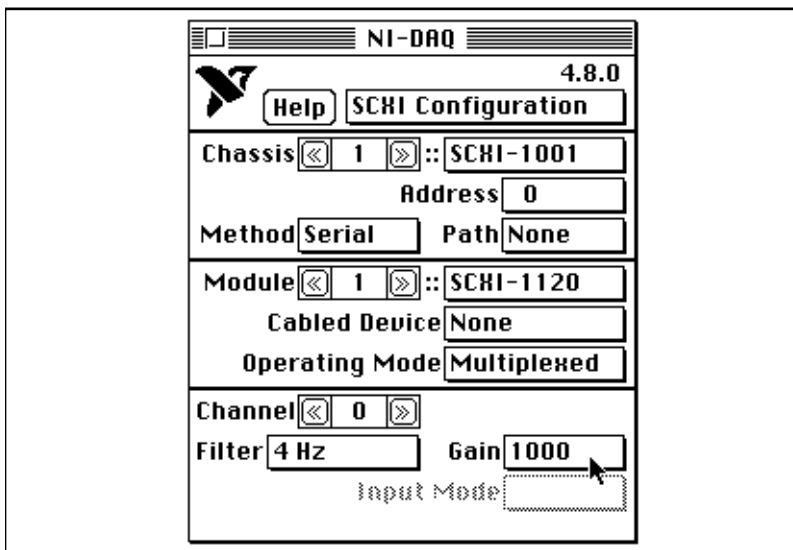 NI-DAQ
4.8.0
Help SCXI Configuration
Chassis 1 :: SCXI-1001
Address 0
Method Serial Path None
Module 1 :: SCXI-1120
Cabled Device None
Operating Mode Multiplexed
Channel 0
Filter 4 Hz Gain 1000
Input Mode